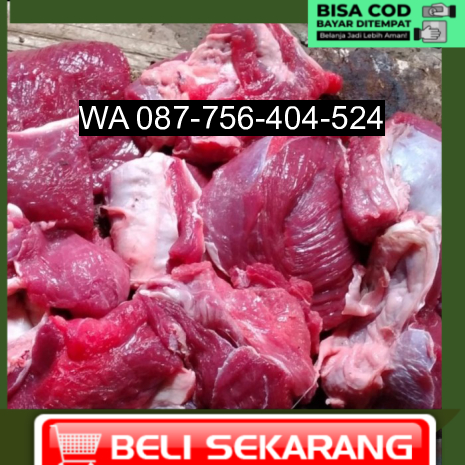 BISA COD
BAYAR DITEMPAT
Belanja Jadi Lebih Aman!
WA 087-756-404-524
BELI SEKARANG